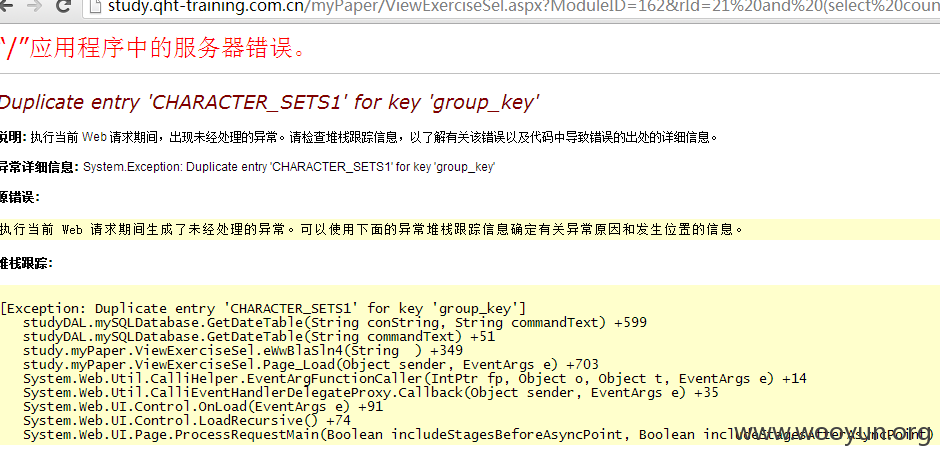 study.qht-training.com.cn/myPaper/ViewExerciseSel.aspx?ModuleID=162&rId=21%20and%20(select%20coun
“/”应用程序中的服务器错误。
Duplicate entry 'CHARACTER_SETS1' for key 'group_key'
说明: 执行当前 Web 请求期间，出现未经处理的异常。请检查堆栈跟踪信息，以了解有关该错误以及代码中导致错误的出处的详细信息。
异常详细信息: System.Exception: Duplicate entry 'CHARACTER_SETS1' for key 'group_key'
源错误:
执行当前 Web 请求期间生成了未经处理的异常。可以使用下面的异常堆栈跟踪信息确定有关异常原因和发生位置的信息。
堆栈跟踪:
[Exception: Duplicate entry 'CHARACTER_SETS1' for key 'group_key']
studyDAL.mySQLDatabase.GetDateTable(String conString, String commandText) +599
studyDAL.mySQLDatabase.GetDateTable(String commandText) +51
study.myPaper.ViewExerciseSel.eWwBlaSln4(String  ) +349
study.myPaper.ViewExerciseSel.Page_Load(Object sender, EventArgs e) +703
System.Web.Util.CalliHelper.EventArgFunctionCaller(IntPtr fp, Object o, Object t, EventArgs e) +14
System.Web.Util.CalliEventHandlerDelegateProxy.Callback(Object sender, EventArgs e) +35
System.Web.UI.Control.OnLoad(EventArgs e) +91
System.Web.UI.Control.LoadRecursive() +74
System.Web.UI.Page.ProcessRequestMain(Boolean includeStagesBeforeAsyncPoint, Boolean includeStagesAfterAsyncPoint)
www.wooyun.org